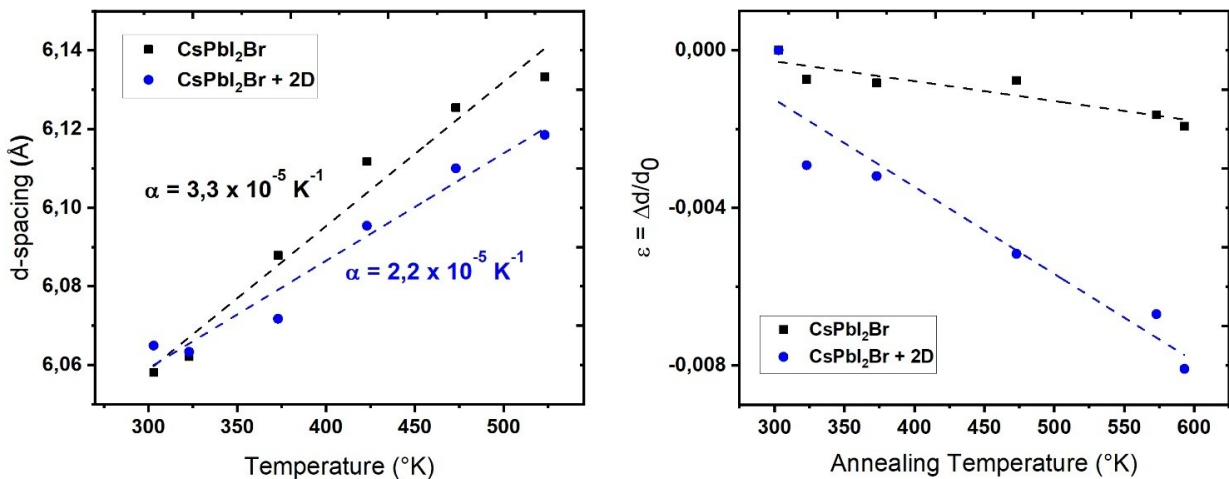 6,14
6,12
6,10
6,08
6,06
d-spacing (Å)
CsPbI₂Br
CsPbI₂Br + 2D
α = 3,3 x 10⁻⁵ K⁻¹
α = 2,2 x 10⁻⁵ K⁻¹
300 350 400 450 500
Temperature (°K)
0,000
-0,004
-0,008
ε = Δd/d₀
CsPbI₂Br
CsPbI₂Br + 2D
300 350 400 450 500 550 600
Annealing Temperature (°K)